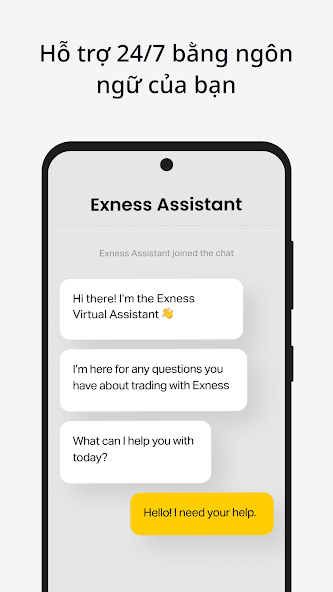 Hỗ trợ 24/7 bằng ngôn
ngữ của bạn
Exness Assistant
Exness Assistant joined the chat
Hi there! I'm the Exness
Virtual Assistant 👋
I'm here for any questions you
have about trading with Exness
What can I help you with
today?
Hello! I need your help.